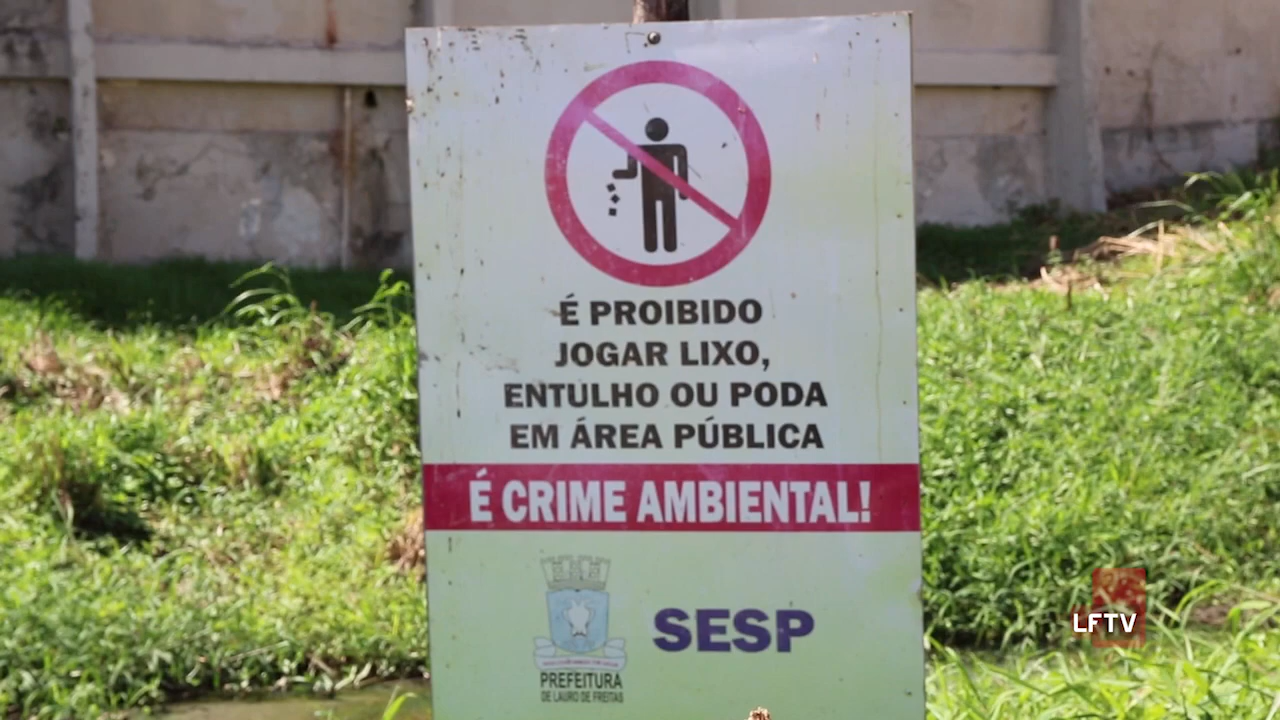 É PROIBIDO
JOGAR LIXO,
ENTULHO OU PODA
EM ÁREA PÚBLICA
É CRIME AMBIENTAL!
SESP
PREFEITURA
DE LAURO DE FREITAS
LFTV